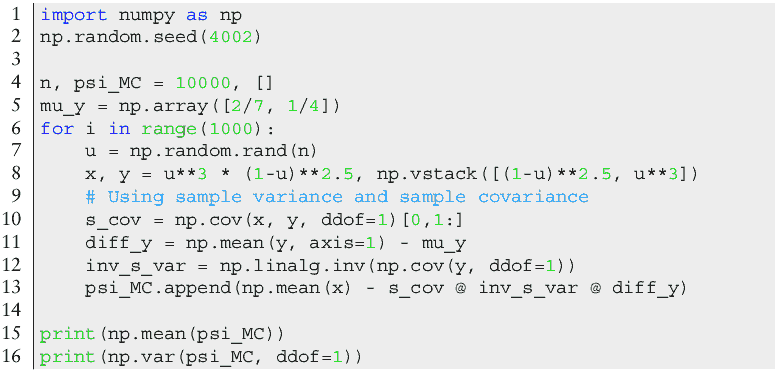 1 import numpy as np
2 np.random.seed(4002)
3
4 n, psi_MC = 10000, []
5 mu_y = np.array([2/7, 1/4])
6 for i in range(1000):
7     u = np.random.rand(n)
8     x, y = u**3 * (1-u)**2.5, np.vstack([(1-u)**2.5, u**3])
9     # Using sample variance and sample covariance
10     s_cov = np.cov(x, y, ddof=1)[0,1:]
11     diff_y = np.mean(y, axis=1) - mu_y
12     inv_s_var = np.linalg.inv(np.cov(y, ddof=1))
13     psi_MC.append(np.mean(x) - s_cov @ inv_s_var @ diff_y)
14
15 print(np.mean(psi_MC))
16 print(np.var(psi_MC, ddof=1))